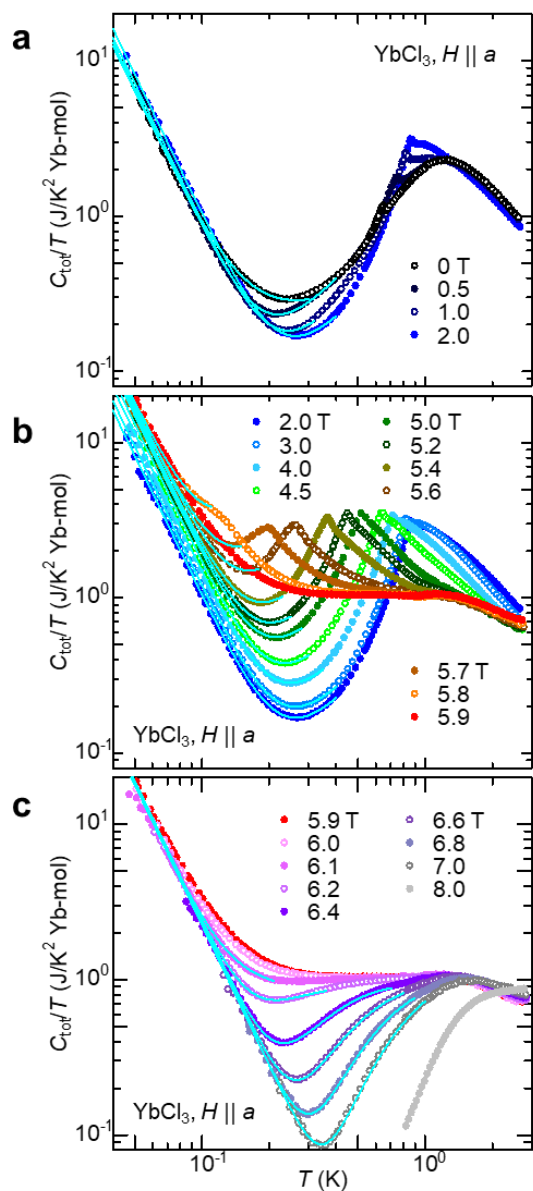 a
YbCl3, H || a
10^1
10^0
10^-1
Ctot/T (J/K^2 Yb-mol)
0 T
0.5
1.0
2.0
b
10^1
10^0
10^-1
Ctot/T (J/K^2 Yb-mol)
2.0 T
3.0
4.0
4.5
5.0 T
5.2
5.4
5.6
5.7 T
5.8
5.9
YbCl3, H || a
c
10^1
10^0
10^-1
Ctot/T (J/K^2 Yb-mol)
5.9 T
6.0
6.1
6.2
6.4
6.6 T
6.8
7.0
8.0
YbCl3, H || a
10^-1
10^0
T (K)